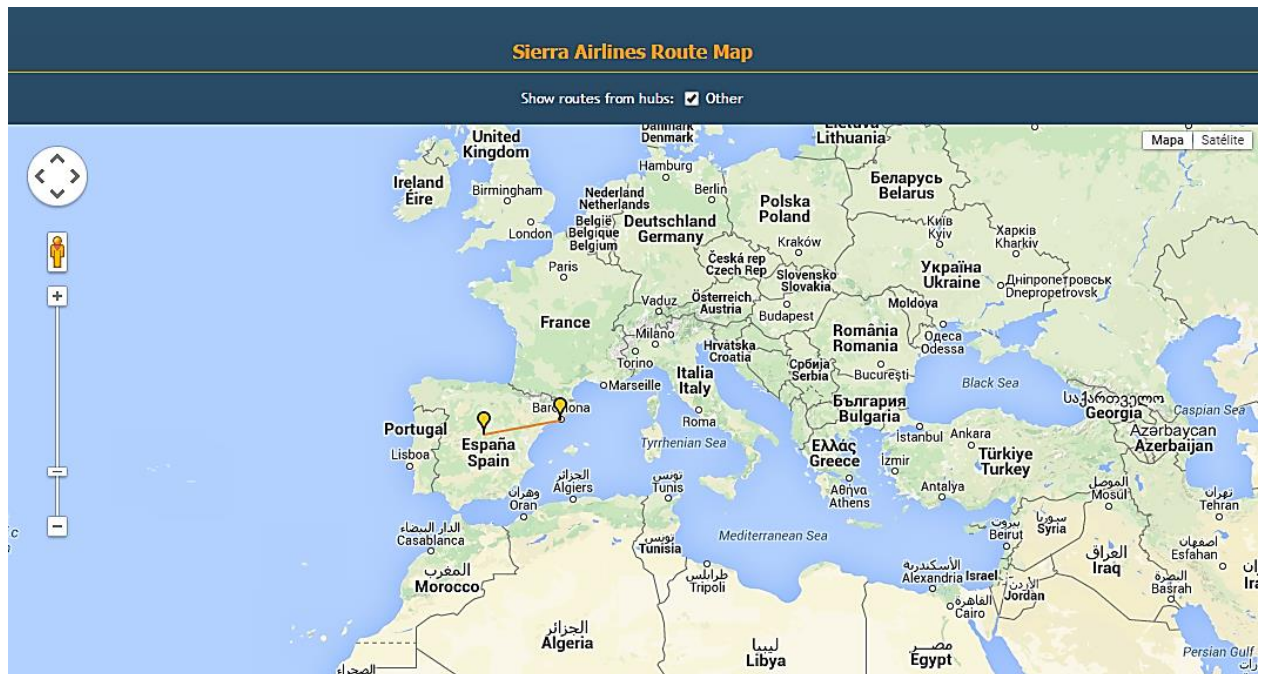 Sierra Airlines Route Map
Show routes from hubs: Other
Mapa Satélite
United
Kingdom
Danmark
Denmark
Lithuania
Hamburg
Ireland
Éire
Birmingham
Nederland
Netherlands
Berlin
Polska
Poland
Беларусь
Belarus
London
België
Belgique
Belgium
Deutschland
Germany
Kraków
Київ
Kyiv
Харків
Kharkiv
Paris
Česká rep
Czech Rep
Slovensko
Slovakia
Україна
Ukraine
Дніпропетровськ
Dnepropetrovsk
Vaduz
Österreich
Austria
Budapest
Moldova
France
Milano
Hrvatska
Croatia
România
Romania
Одеса
Odessa
Torino
Србија
Serbia
București
Marseille
Italia
Italy
Black Sea
Barcelona
България
Bulgaria
საქართველო
Georgia
Caspian Sea
Portugal
España
Spain
Roma
Istanbul
Ankara
Azərbaycan
Azerbaijan
Lisboa
Tyrrhenian Sea
Ελλάς
Greece
İzmir
Türkiye
Turkey
الجزائر
Algiers
تونس
Tunis
Αθήνα
Athens
Antalya
الموصل
Mosul
تهران
Tehran
وهران
Oran
الدار البيضاء
Casablanca
تونس
Tunisia
Mediterranean Sea
بيروت
Beirut
سوريا
Syria
العراق
Iraq
اصفهان
Esfahan
المغرب
Morocco
طرابلس
Tripoli
الأسكندرية
Alexandria
Israel
الأردن
Jordan
البصرة
Basrah
القاهرة
Cairo
الجزائر
Algeria
ليبيا
Libya
مصر
Egypt
Persian Gulf